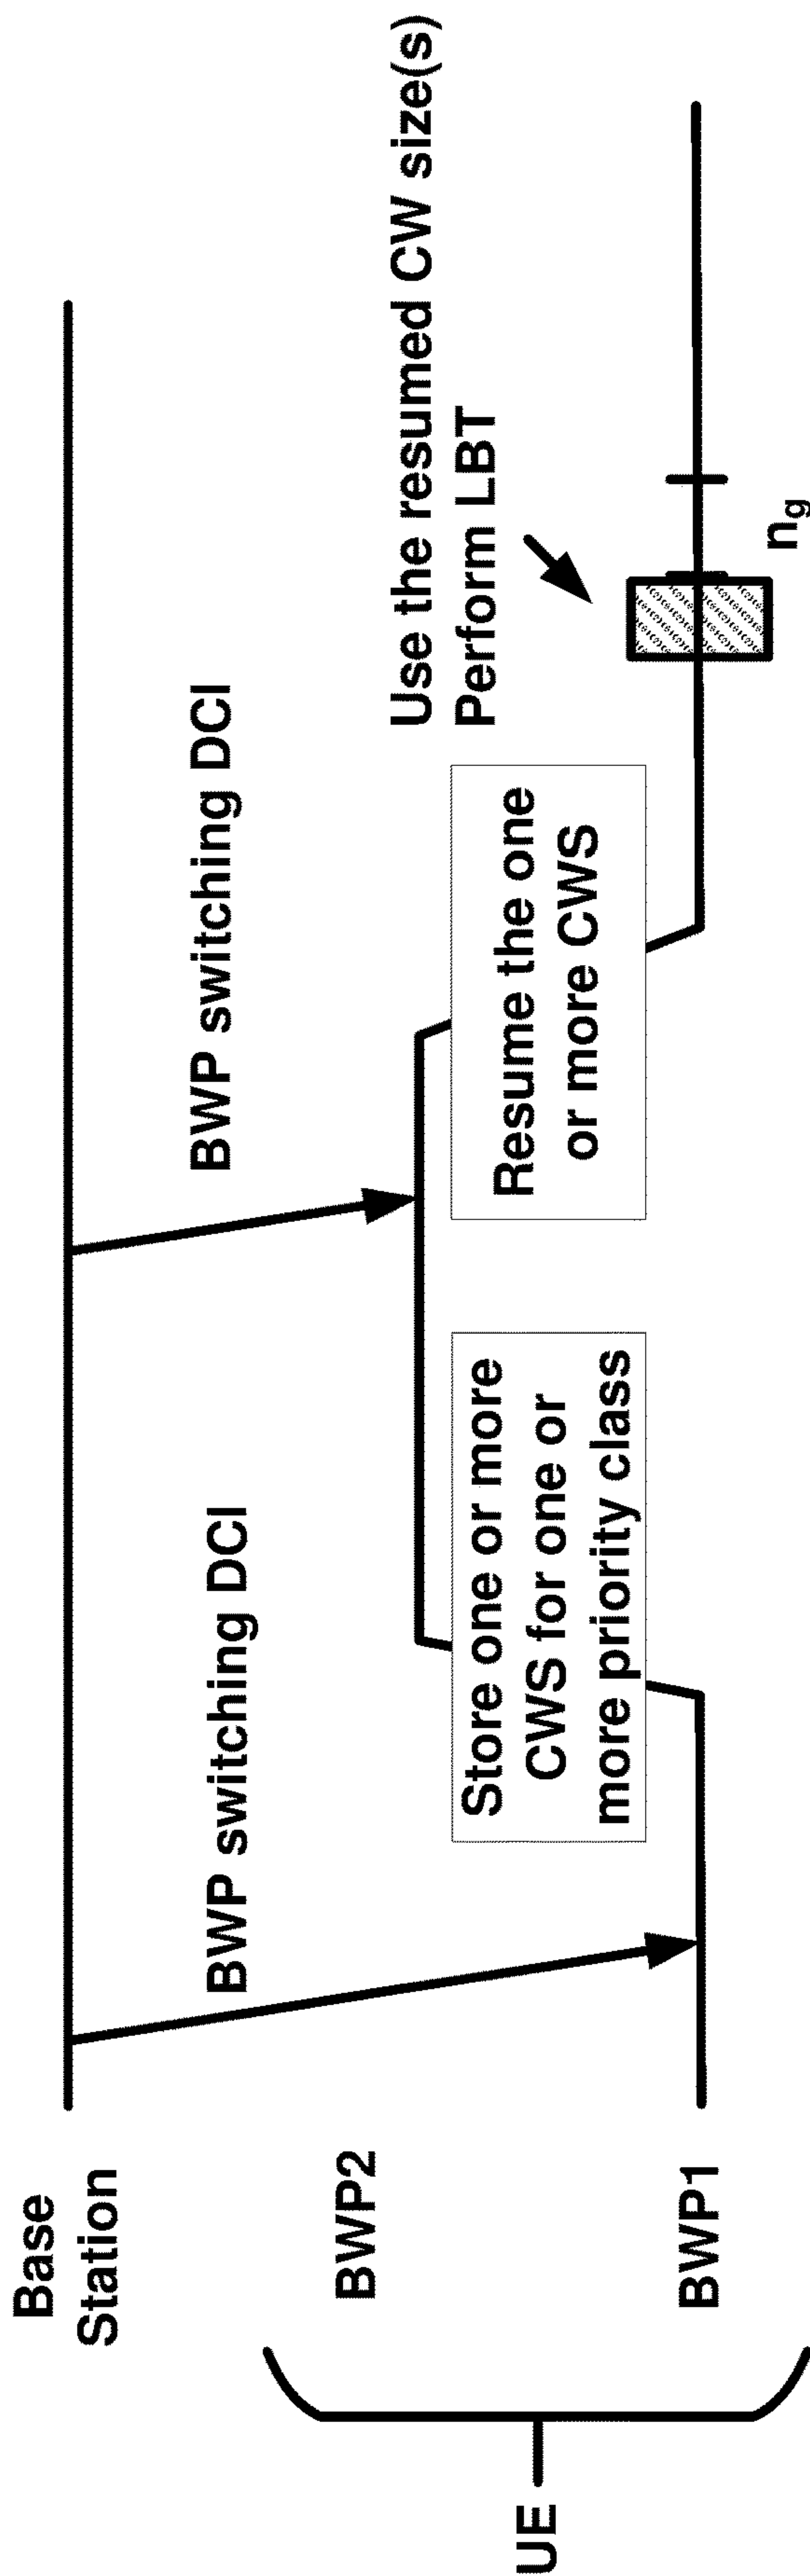 Base
Station
BWP switching DCI
BWP switching DCI
BWP2
Use the resumed CW size(s)
Perform LBT
Store one or more
CWS for one or
more priority class
Resume the one
or more CWS
UE
BWP1
ng